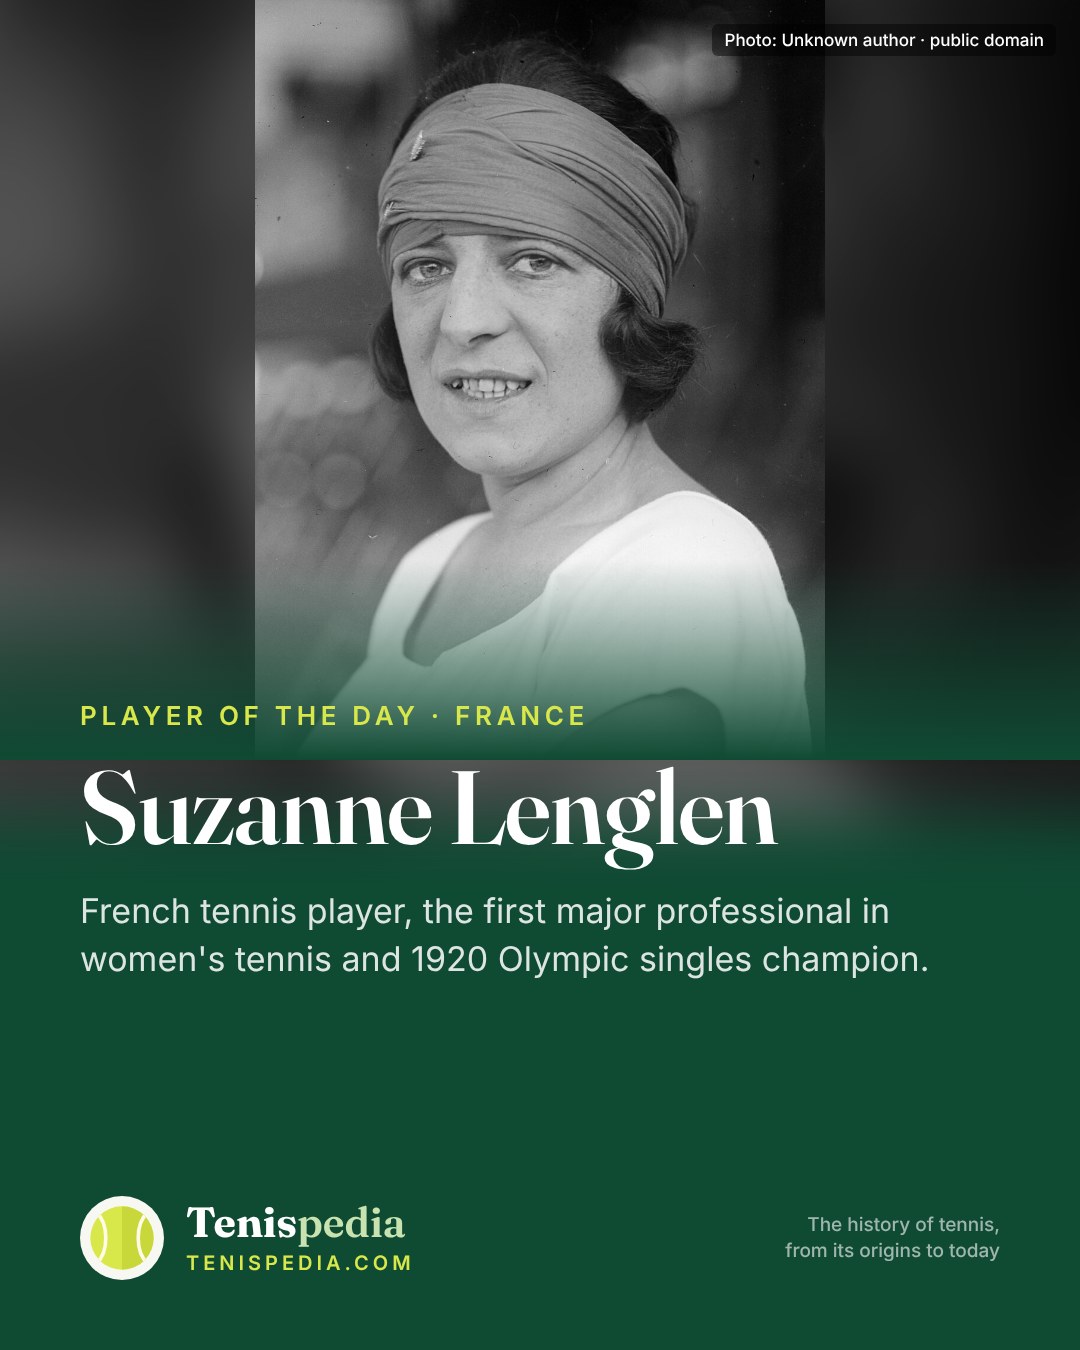 Photo: Unknown author · public domain
PLAYER OF THE DAY · FRANCE
Suzanne Lenglen
French tennis player, the first major professional in
women's tennis and 1920 Olympic singles champion.
Tenispedia
TENISPEDIA.COM
The history of tennis,
from its origins to today